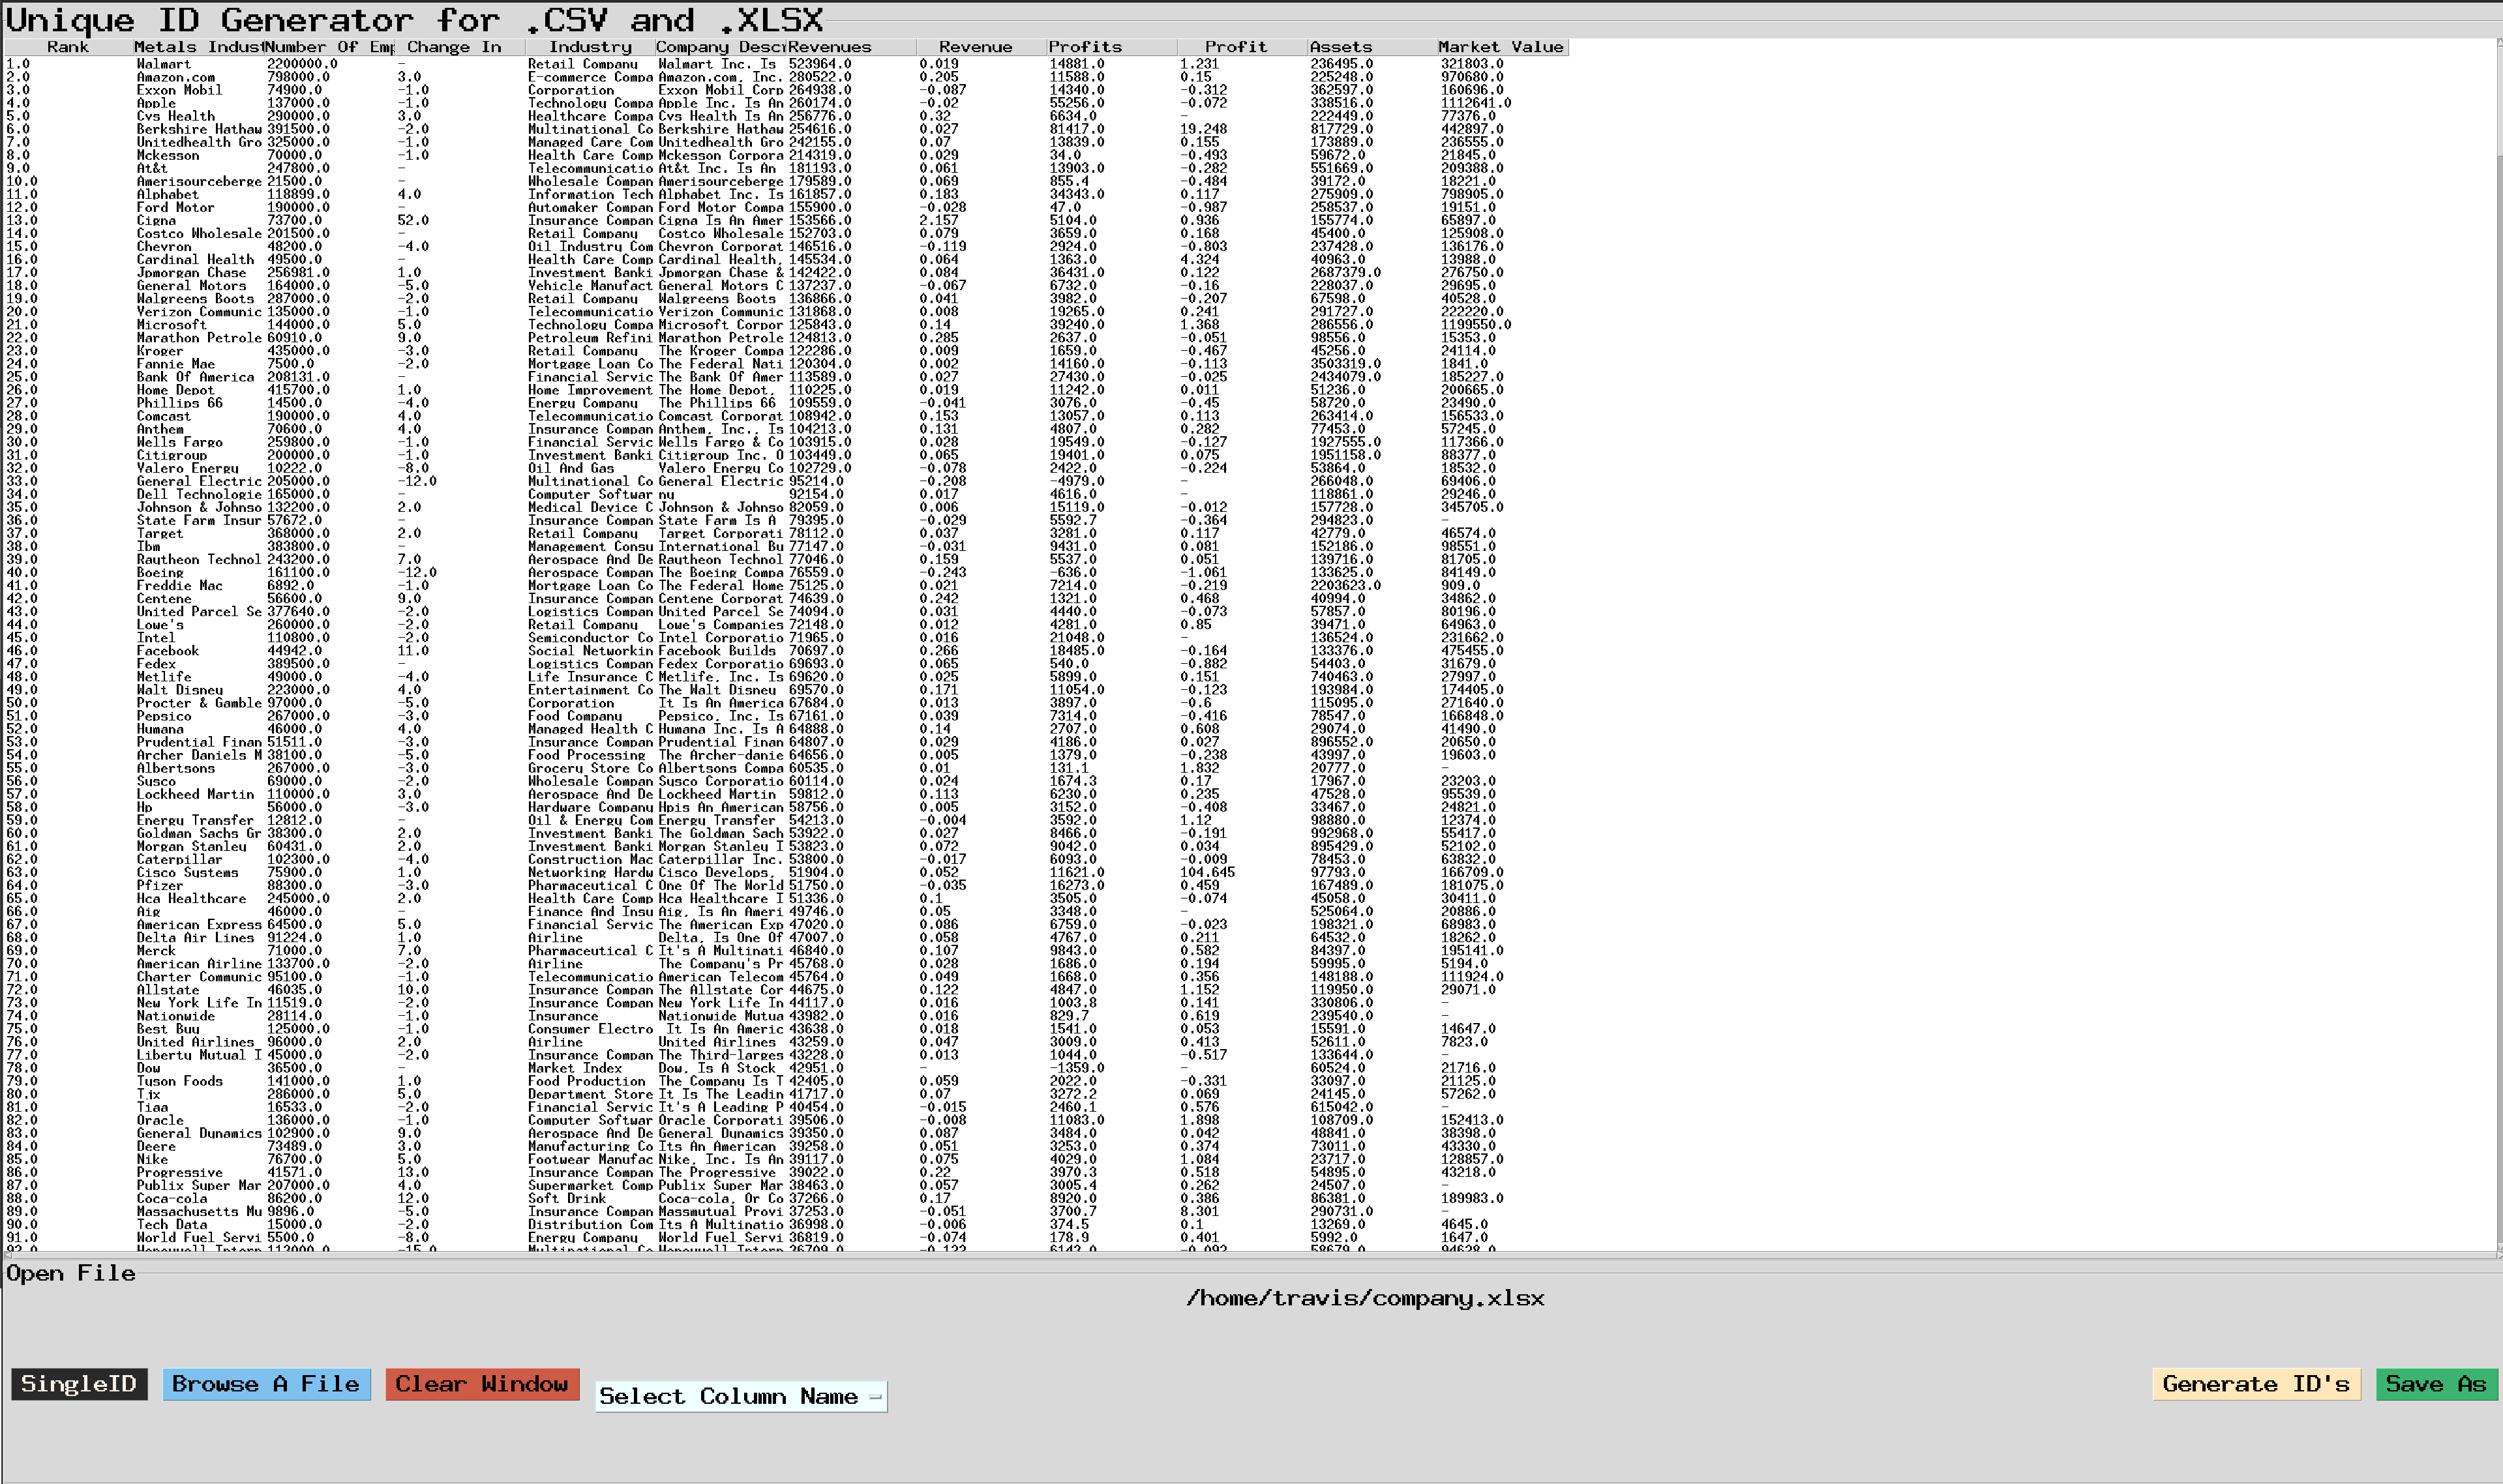 Unique ID Generator for .CSV and .XLSX
Rank Metals Indust Number Of Emp Change In Industry Company Descr Revenues Revenue Profits Profit Assets Market Value
1.0 Walmart 2200000.0 - Retail Company Walmart Inc. Is 523964.0 0.019 14881.0 1.231 236495.0 321803.0
2.0 Amazon.com 798000.0 3.0 E-commerce Compa Amazon.com, Inc. 280522.0 0.205 11588.0 0.15 225248.0 970680.0
3.0 Exxon Mobil 74900.0 -1.0 Corporation Exxon Mobil Corp 264938.0 -0.087 14340.0 -0.312 362597.0 160696.0
4.0 Apple 137000.0 -1.0 Technology Compa Apple Inc. Is An 260174.0 -0.02 55256.0 -0.072 338516.0 1112641.0
5.0 Cvs Health 290000.0 3.0 Healthcare Compa Cvs Health Is An 256776.0 0.32 6634.0 - 222449.0 77376.0
6.0 Berkshire Hathaw 391500.0 -2.0 Multinational Co Berkshire Hathaw 254616.0 0.027 81417.0 19.248 817729.0 442897.0
7.0 Unitedhealth Gro 325000.0 -1.0 Managed Care Com Unitedhealth Gro 242155.0 0.07 13839.0 0.155 173889.0 236555.0
8.0 Mckesson 70000.0 -1.0 Health Care Comp Mckesson Corpora 214319.0 0.029 34.0 -0.493 59672.0 21845.0
9.0 At&t 247800.0 - Telecommunicatio At&t Inc. Is An 181193.0 0.061 13903.0 -0.282 551669.0 209388.0
10.0 Amerisourceberge 21500.0 - Wholesale Compan Amerisourceberge 179589.0 0.069 855.4 -0.484 39172.0 18221.0
11.0 Alphabet 118899.0 4.0 Information Tech Alphabet Inc. Is 161857.0 0.183 34343.0 0.117 275909.0 798905.0
12.0 Ford Motor 190000.0 - Automaker Compan Ford Motor Compa 155900.0 -0.028 47.0 -0.987 258537.0 19151.0
13.0 Cigna 73700.0 52.0 Insurance Compan Cigna Is An Amer 153566.0 2.157 5104.0 0.936 155774.0 65897.0
14.0 Costco Wholesale 201500.0 - Retail Company Costco Wholesale 152703.0 0.079 3659.0 0.168 45400.0 125908.0
15.0 Chevron 48200.0 -4.0 Oil Industry Com Chevron Corporat 146516.0 -0.119 2924.0 -0.803 237428.0 136176.0
16.0 Cardinal Health 49500.0 - Health Care Comp Cardinal Health, 145534.0 0.064 1363.0 4.324 40963.0 13988.0
17.0 Jpmorgan Chase 256981.0 1.0 Investment Banki Jpmorgan Chase & 142422.0 0.084 36431.0 0.122 2687379.0 276750.0
18.0 General Motors 164000.0 -5.0 Vehicle Manufact General Motors C 137237.0 -0.067 6732.0 -0.16 228037.0 29695.0
19.0 Walgreens Boots 287000.0 -2.0 Retail Company Walgreens Boots 136866.0 0.041 3982.0 -0.207 67598.0 40528.0
20.0 Verizon Communic 135000.0 -1.0 Telecommunicatio Verizon Communic 131868.0 0.008 19265.0 0.241 291727.0 222220.0
21.0 Microsoft 144000.0 5.0 Technology Compa Microsoft Corpor 125843.0 0.14 39240.0 1.368 286556.0 1199550.0
22.0 Marathon Petrole 60910.0 9.0 Petroleum Refini Marathon Petrole 124813.0 0.285 2637.0 -0.051 98556.0 15353.0
23.0 Kroger 435000.0 -3.0 Retail Company The Kroger Compa 122286.0 0.009 1659.0 -0.467 45256.0 24114.0
24.0 Fannie Mae 7500.0 -2.0 Mortgage Loan Co The Federal Nati 120304.0 0.002 14160.0 -0.113 3503319.0 1841.0
25.0 Bank Of America 208131.0 - Financial Servic The Bank Of Amer 113589.0 0.027 27430.0 -0.025 2434079.0 185227.0
26.0 Home Depot 415700.0 1.0 Home Improvement The Home Depot, 110225.0 0.019 11242.0 0.011 51236.0 200665.0
27.0 Phillips 66 14500.0 -4.0 Energy Company The Phillips 66 109559.0 -0.041 3076.0 -0.45 58720.0 23490.0
28.0 Comcast 190000.0 4.0 Telecommunicatio Comcast Corporat 108942.0 0.153 13057.0 0.113 263414.0 156533.0
29.0 Anthem 70600.0 4.0 Insurance Compan Anthem, Inc., Is 104213.0 0.131 4807.0 0.282 77453.0 57245.0
30.0 Wells Fargo 259800.0 -1.0 Financial Servic Wells Fargo & Co 103915.0 0.028 19549.0 -0.127 1927555.0 117366.0
31.0 Citigroup 200000.0 -1.0 Investment Banki Citigroup Inc. O 103449.0 0.065 19401.0 0.075 1951158.0 88377.0
32.0 Valero Energy 10222.0 -8.0 Oil And Gas Valero Energy Co 102729.0 -0.078 2422.0 -0.224 53864.0 18532.0
33.0 General Electric 205000.0 -12.0 Multinational Co General Electric 95214.0 -0.208 -4979.0 - 266048.0 69406.0
34.0 Dell Technologie 165000.0 - Computer Softwar ny 92154.0 0.017 4616.0 - 118861.0 29246.0
35.0 Johnson & Johnso 132200.0 2.0 Medical Device C Johnson & Johnso 82059.0 0.006 15119.0 -0.012 157728.0 345705.0
36.0 State Farm Insur 57672.0 - Insurance Compan State Farm Is A 79395.0 -0.029 5592.7 -0.364 294823.0 -
37.0 Target 368000.0 2.0 Retail Company Target Corporati 78112.0 0.037 3281.0 0.117 42779.0 46574.0
38.0 Ibm 383800.0 - Management Consu International Bu 77147.0 -0.031 9431.0 0.081 152186.0 98551.0
39.0 Raytheon Technol 243200.0 7.0 Aerospace And De Raytheon Technol 77046.0 0.159 5537.0 0.051 139716.0 81705.0
40.0 Boeing 161100.0 -12.0 Aerospace Compan The Boeing Compa 76559.0 -0.243 -636.0 -1.061 133625.0 84149.0
41.0 Freddie Mac 6892.0 -1.0 Mortgage Loan Co The Federal Home 75125.0 0.021 7214.0 -0.219 2203623.0 909.0
42.0 Centene 56600.0 9.0 Insurance Compan Centene Corporat 74639.0 0.242 1321.0 0.468 40994.0 34862.0
43.0 United Parcel Se 377640.0 -2.0 Logistics Compan United Parcel Se 74094.0 0.031 4440.0 -0.073 57857.0 80196.0
44.0 Lowe's 260000.0 -2.0 Retail Company Lowe's Companies 72148.0 0.012 4281.0 0.85 39471.0 64963.0
45.0 Intel 110800.0 -2.0 Semiconductor Co Intel Corporatio 71965.0 0.016 21048.0 - 136524.0 231662.0
46.0 Facebook 44942.0 11.0 Social Networkin Facebook Builds 70697.0 0.266 18485.0 -0.164 133376.0 475455.0
47.0 Fedex 389500.0 - Logistics Compan Fedex Corporatio 69693.0 0.065 540.0 -0.882 54403.0 31679.0
48.0 Metlife 49000.0 -4.0 Life Insurance C Metlife, Inc. Is 69620.0 0.025 5899.0 0.151 740463.0 27997.0
49.0 Walt Disney 223000.0 4.0 Entertainment Co The Walt Disney 69570.0 0.171 11054.0 -0.123 193984.0 174405.0
50.0 Procter & Gamble 97000.0 -5.0 Corporation It Is An America 67684.0 0.013 3897.0 -0.6 115095.0 271640.0
51.0 Pepsico 267000.0 -3.0 Food Company Pepsico, Inc. Is 67161.0 0.039 7314.0 -0.416 78547.0 166848.0
52.0 Humana 46000.0 4.0 Managed Health C Humana Inc. Is A 64888.0 0.14 2707.0 0.608 29074.0 41490.0
53.0 Prudential Finan 51511.0 -3.0 Insurance Compan Prudential Finan 64807.0 0.029 4186.0 0.027 896552.0 20650.0
54.0 Archer Daniels M 38100.0 -5.0 Food Processing The Archer-danie 64656.0 0.005 1379.0 -0.238 43997.0 19603.0
55.0 Albertsons 267000.0 -3.0 Grocery Store Co Albertsons Compa 60535.0 0.01 131.1 1.832 20777.0 -
56.0 Sysco 69000.0 -2.0 Wholesale Compan Sysco Corporatio 60114.0 0.024 1674.3 0.17 17967.0 23203.0
57.0 Lockheed Martin 110000.0 3.0 Aerospace And De Lockheed Martin 59812.0 0.113 6230.0 0.235 47528.0 95539.0
58.0 Hp 56000.0 -3.0 Hardware Company Hpis An American 58756.0 0.005 3152.0 -0.408 33467.0 24821.0
59.0 Energy Transfer 12812.0 - Oil & Energy Com Energy Transfer 54213.0 -0.004 3592.0 1.12 98880.0 12374.0
60.0 Goldman Sachs Gr 38300.0 2.0 Investment Banki The Goldman Sach 53922.0 0.027 8466.0 -0.191 992968.0 55417.0
61.0 Morgan Stanley 60431.0 2.0 Investment Banki Morgan Stanley I 53823.0 0.072 9042.0 0.034 895429.0 52102.0
62.0 Caterpillar 102300.0 -4.0 Construction Mac Caterpillar Inc. 53800.0 -0.017 6093.0 -0.009 78453.0 63832.0
63.0 Cisco Systems 75900.0 1.0 Networking Hardw Cisco Develops, 51904.0 0.052 11621.0 104.645 97793.0 166709.0
64.0 Pfizer 88300.0 -3.0 Pharmaceutical C One Of The World 51750.0 -0.035 16273.0 0.459 167489.0 181075.0
65.0 Hca Healthcare 245000.0 2.0 Health Care Comp Hca Healthcare I 51336.0 0.1 3505.0 -0.074 45058.0 30411.0
66.0 Aig 46000.0 - Finance And Insu Aig, Is An Ameri 49746.0 0.05 3348.0 - 525064.0 20886.0
67.0 American Express 64500.0 5.0 Financial Servic The American Exp 47020.0 0.086 6759.0 -0.023 198321.0 68983.0
68.0 Delta Air Lines 91224.0 1.0 Airline Delta, Is One Of 47007.0 0.058 4767.0 0.211 64532.0 18262.0
69.0 Merck 71000.0 7.0 Pharmaceutical C It's A Multinati 46840.0 0.107 9843.0 0.582 84397.0 195141.0
70.0 American Airline 133700.0 -2.0 Airline The Company's Pr 45768.0 0.028 1686.0 0.194 59995.0 5194.0
71.0 Charter Communic 95100.0 -1.0 Telecommunicatio American Telecom 45764.0 0.049 1668.0 0.356 148188.0 111924.0
72.0 Allstate 46035.0 10.0 Insurance Compan The Allstate Cor 44675.0 0.122 4847.0 1.152 119950.0 29071.0
73.0 New York Life In 11519.0 -2.0 Insurance Compan New York Life In 44117.0 0.016 1003.8 0.141 330806.0 -
74.0 Nationwide 28114.0 -1.0 Insurance Nationwide Mutua 43982.0 0.016 829.7 0.619 239540.0 -
75.0 Best Buy 125000.0 -1.0 Consumer Electro It Is An Americ 43638.0 0.018 1541.0 0.053 15591.0 14647.0
76.0 United Airlines 96000.0 2.0 Airline United Airlines 43259.0 0.047 3009.0 0.413 52611.0 7823.0
77.0 Liberty Mutual I 45000.0 -2.0 Insurance Compan The Third-larges 43228.0 0.013 1044.0 -0.517 133644.0 -
78.0 Dow 36500.0 - Market Index Dow, Is A Stock 42951.0 - -1359.0 - 60524.0 21716.0
79.0 Tyson Foods 141000.0 1.0 Food Production The Company Is T 42405.0 0.059 2022.0 -0.331 33097.0 21125.0
80.0 Tjx 286000.0 5.0 Department Store It Is The Leadin 41717.0 0.07 3272.2 0.069 24145.0 57262.0
81.0 Tiaa 16533.0 -2.0 Financial Servic It's A Leading P 40454.0 -0.015 2460.1 0.576 615042.0 -
82.0 Oracle 136000.0 -1.0 Computer Softwar Oracle Corporati 39506.0 -0.008 11083.0 1.898 108709.0 152413.0
83.0 General Dynamics 102900.0 9.0 Aerospace And De General Dynamics 39350.0 0.087 3484.0 0.042 48841.0 38398.0
84.0 Deere 73489.0 3.0 Manufacturing Co Its An American 39258.0 0.051 3253.0 0.374 73011.0 43330.0
85.0 Nike 76700.0 5.0 Footwear Manufac Nike, Inc. Is An 39117.0 0.075 4029.0 1.084 23717.0 128857.0
86.0 Progressive 41571.0 13.0 Insurance Compan The Progressive 39022.0 0.22 3970.3 0.518 54895.0 43218.0
87.0 Publix Super Mar 207000.0 4.0 Supermarket Comp Publix Super Mar 38463.0 0.057 3005.4 0.262 24507.0 -
88.0 Coca-cola 86200.0 12.0 Soft Drink Coca-cola, Or Co 37266.0 0.17 8920.0 0.386 86381.0 189983.0
89.0 Massachusetts Mu 9896.0 -5.0 Insurance Compan Massmutual Provi 37253.0 -0.051 3700.7 8.301 290731.0 -
90.0 Tech Data 15000.0 -2.0 Distribution Com Its A Multinatio 36998.0 -0.006 374.5 0.1 13269.0 4645.0
91.0 World Fuel Servi 5500.0 -8.0 Energy Company World Fuel Servi 36819.0 -0.074 178.9 0.401 5992.0 1647.0
92.0 Honeywell Intern 113000.0 -15.0 Multinational Co Honeywell Intern 36709.0 -0.122 6143.0 -0.092 58679.0 94628.0
Open File
/home/travis/company.xlsx
SingleID Browse A File Clear Window Select Column Name Generate ID's Save As